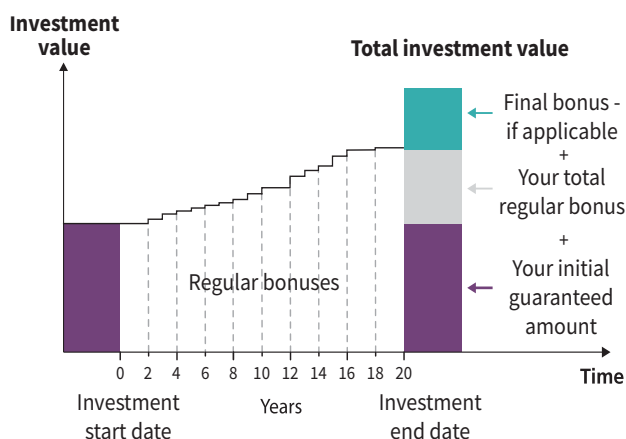 Investment
value
Total investment value
Final bonus -
if applicable
+
Your total
regular bonus
+
Your initial
guaranteed
amount
Regular bonuses
0 2 4 6 8 10 12 14 16 18 20
Time
Investment
start date
Years
Investment
end date